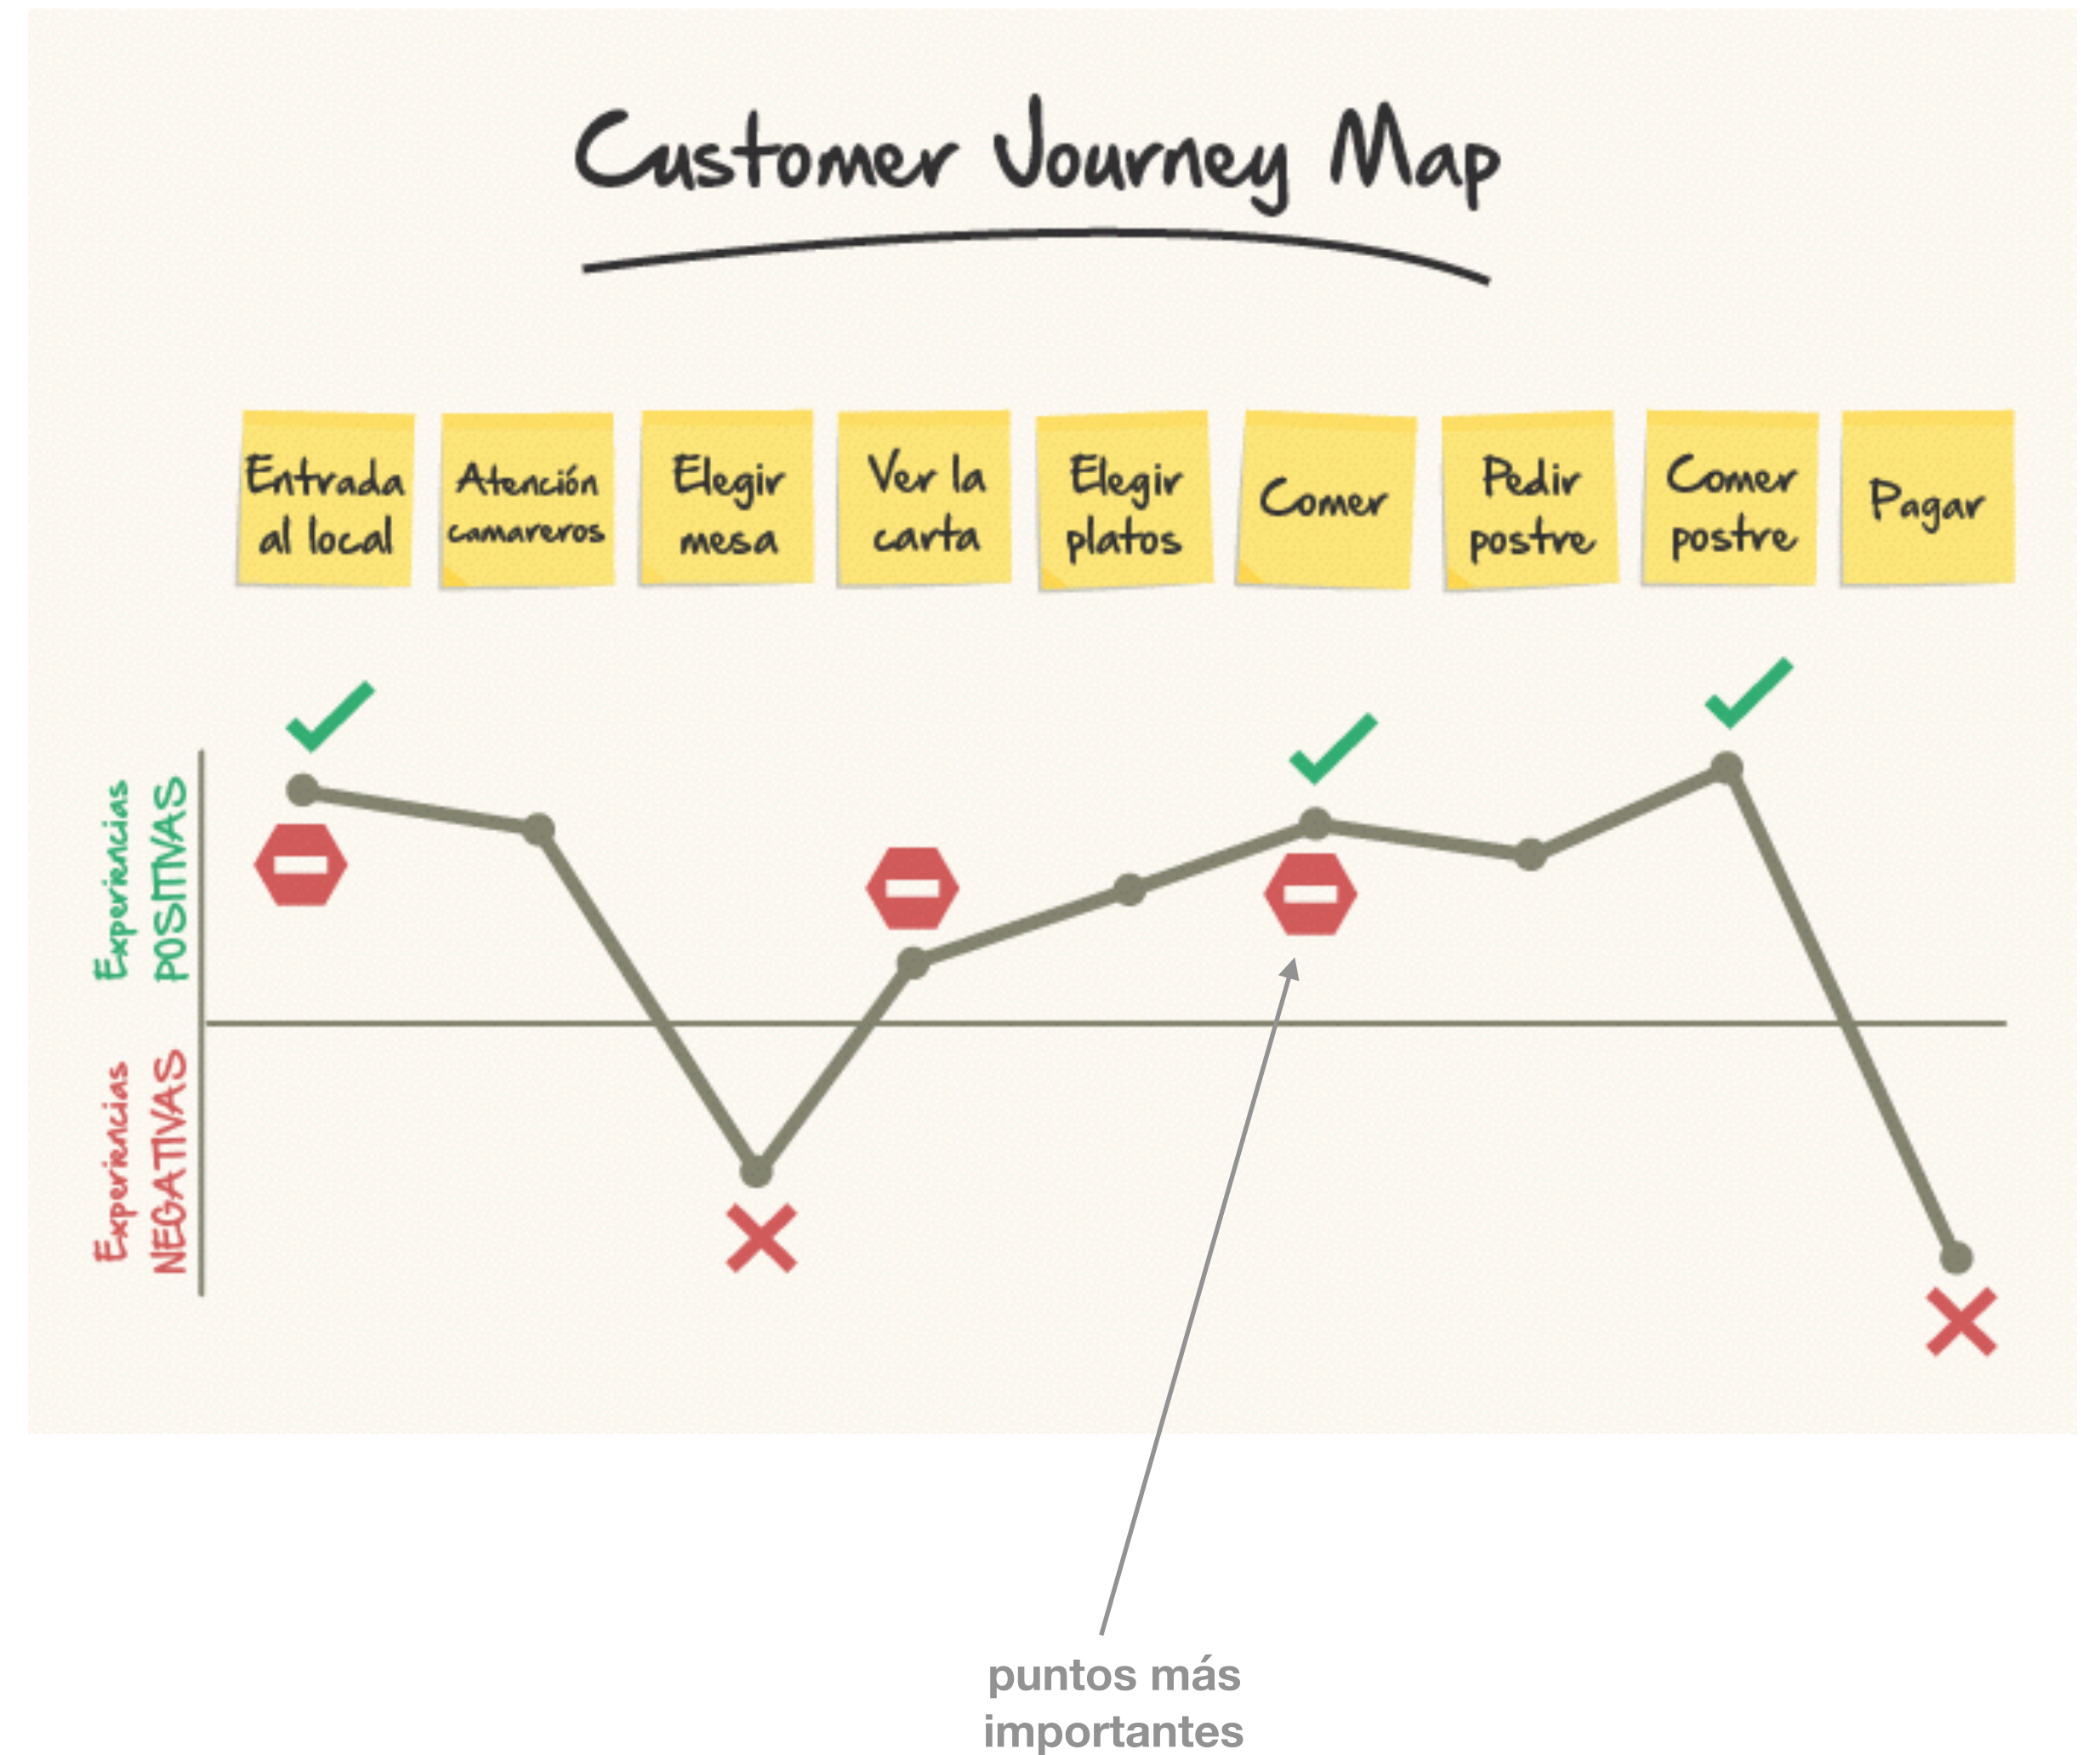 Customer Journey Map
Entrada
al local
Atención
camareros
Elegir
mesa
Ver la
carta
Elegir
platos
Comer
Pedir
postre
Comer
postre
Pagar
Experiencias
POSITIVAS
Experiencias
NEGATIVAS
puntos más
importantes